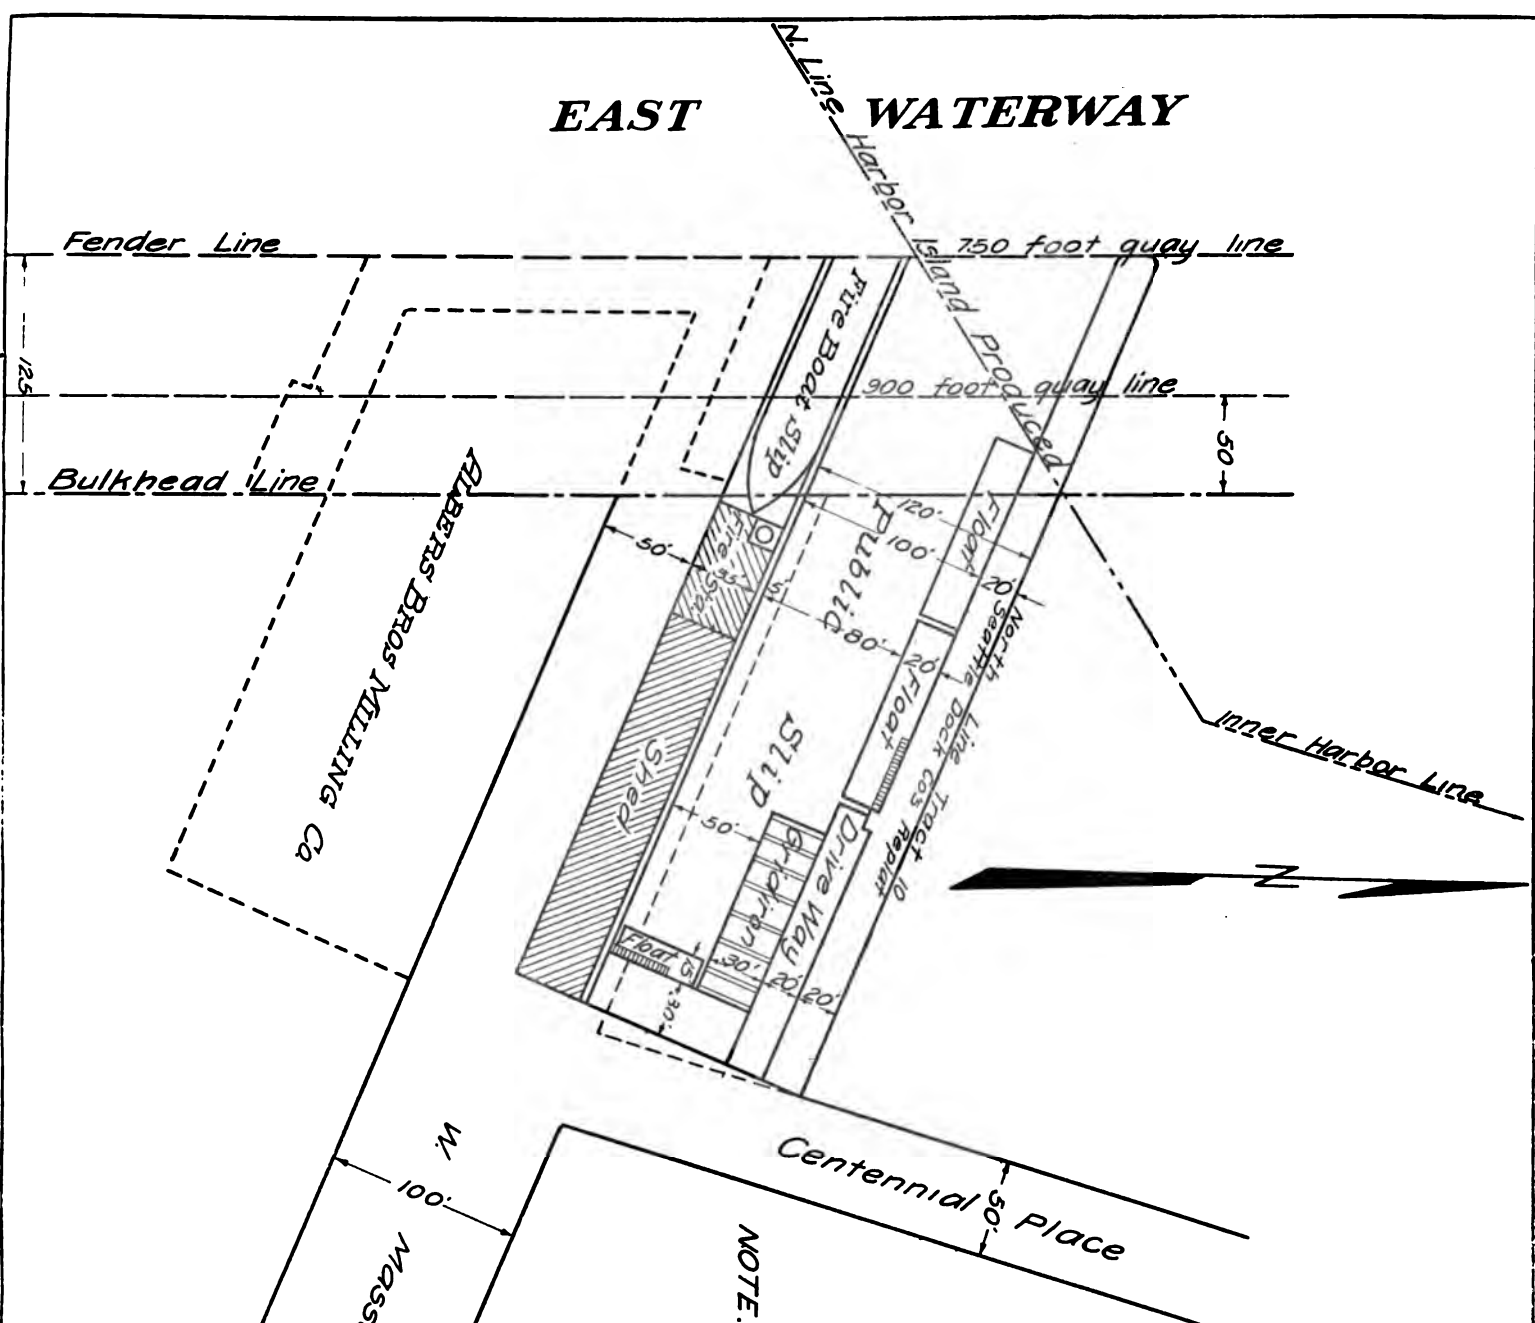 EAST WATERWAY
N. Line Harbor Island Produced
Fender Line
750 foot quay line
125
900 foot quay line
50
Bulkhead Line
Fire Boat Slip
ALBERS BROS MILLING Co.
Fire Sta.
35'
50'
5'
120'
100'
20'
80'
20'
Public Slip
Float
Float
North Line Tract 10
Seattle Dock Co's Replat
Inner Harbor Line
Shed
50'
Gridiron
Drive Way
Float
15'
30'
20'
20'
30'
N
W. Mass
100'
Centennial Place
50'
NOTE.